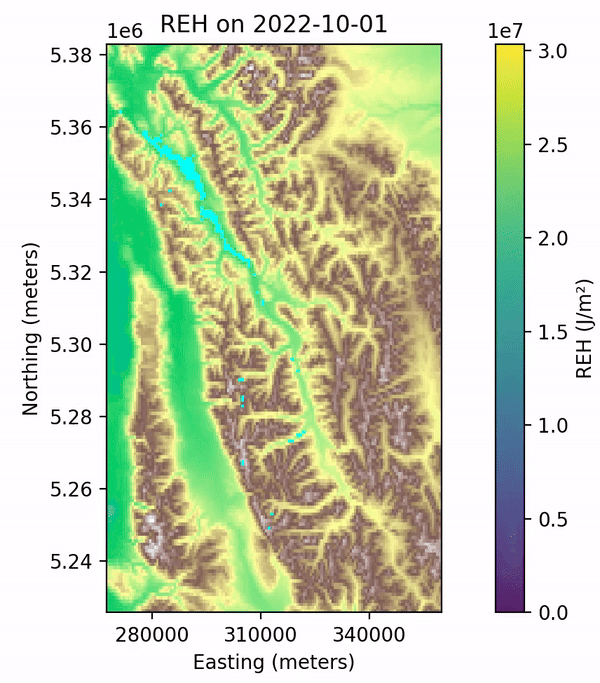 REH on 2022-10-01
1e6
5.38
5.36
5.34
5.32
5.30
5.28
5.26
5.24
Northing (meters)
280000 310000 340000
Easting (meters)
1e7
3.0
2.5
2.0
1.5
1.0
0.5
0.0
REH (J/m²)